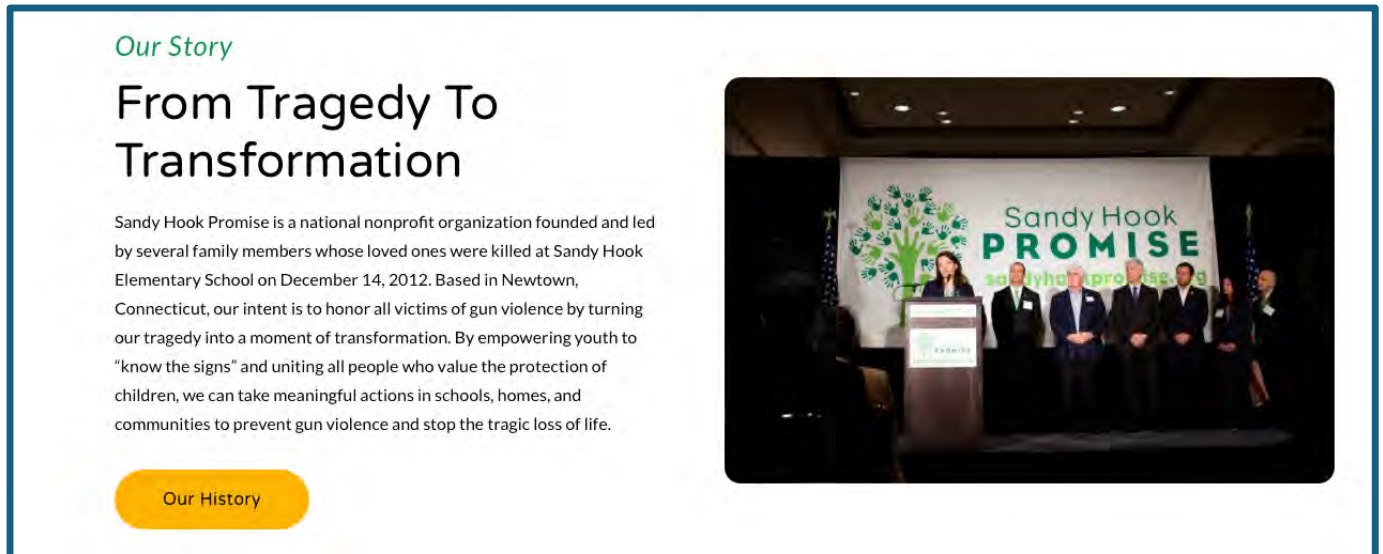 Our Story
From Tragedy To
Transformation
Sandy Hook Promise is a national nonprofit organization founded and led
by several family members whose loved ones were killed at Sandy Hook
Elementary School on December 14, 2012. Based in Newtown,
Connecticut, our intent is to honor all victims of gun violence by turning
our tragedy into a moment of transformation. By empowering youth to
“know the signs” and uniting all people who value the protection of
children, we can take meaningful actions in schools, homes, and
communities to prevent gun violence and stop the tragic loss of life.
Our History
Sandy Hook
PROMISE
PROMISE